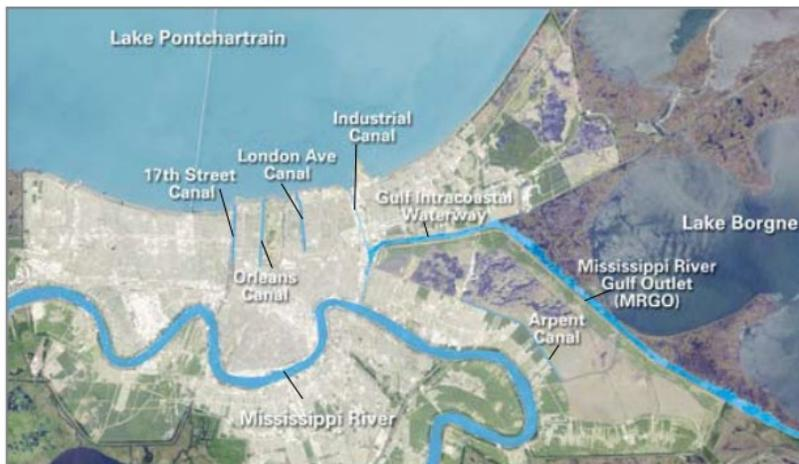 Lake Pontchartrain
Industrial
Canal
London Ave
Canal
17th Street
Canal
Gulf Intracoastal
Waterway
Lake Borgne
Orleans
Canal
Mississippi River
Gulf Outlet
(MRGO)
Arpent
Canal
Mississippi River